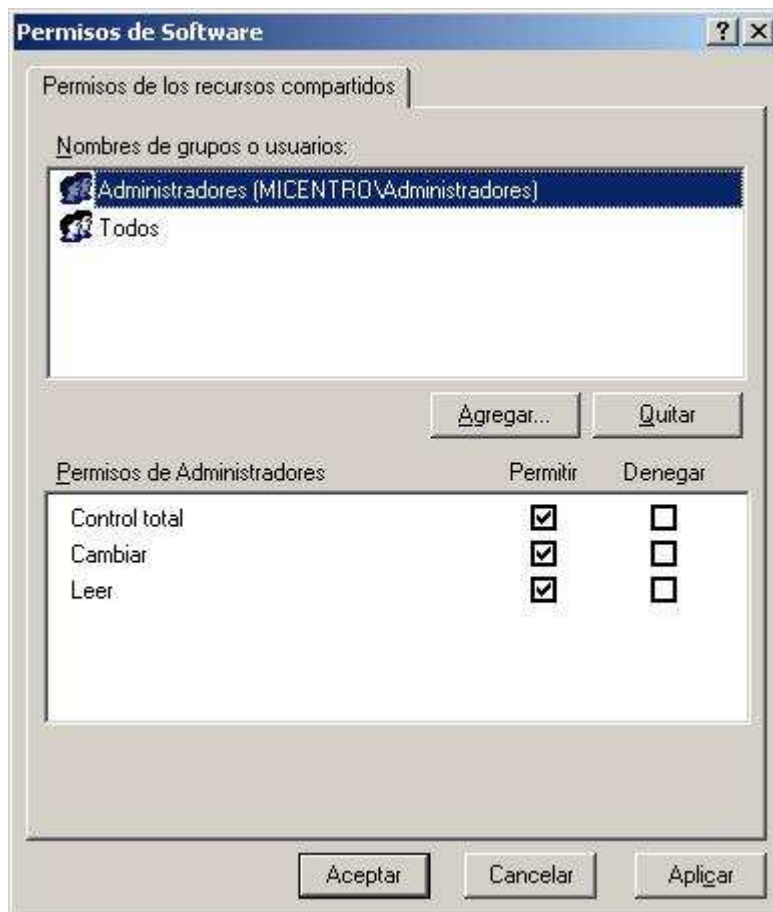 Permisos de Software
Permisos de los recursos compartidos
Nombres de grupos o usuarios:
Administradores (MICENTRO\Administradores)
Todos
Agregar... Quitar
Permisos de Administradores Permitir Denegar
Control total
Cambiar
Leer
Aceptar Cancelar Aplicar